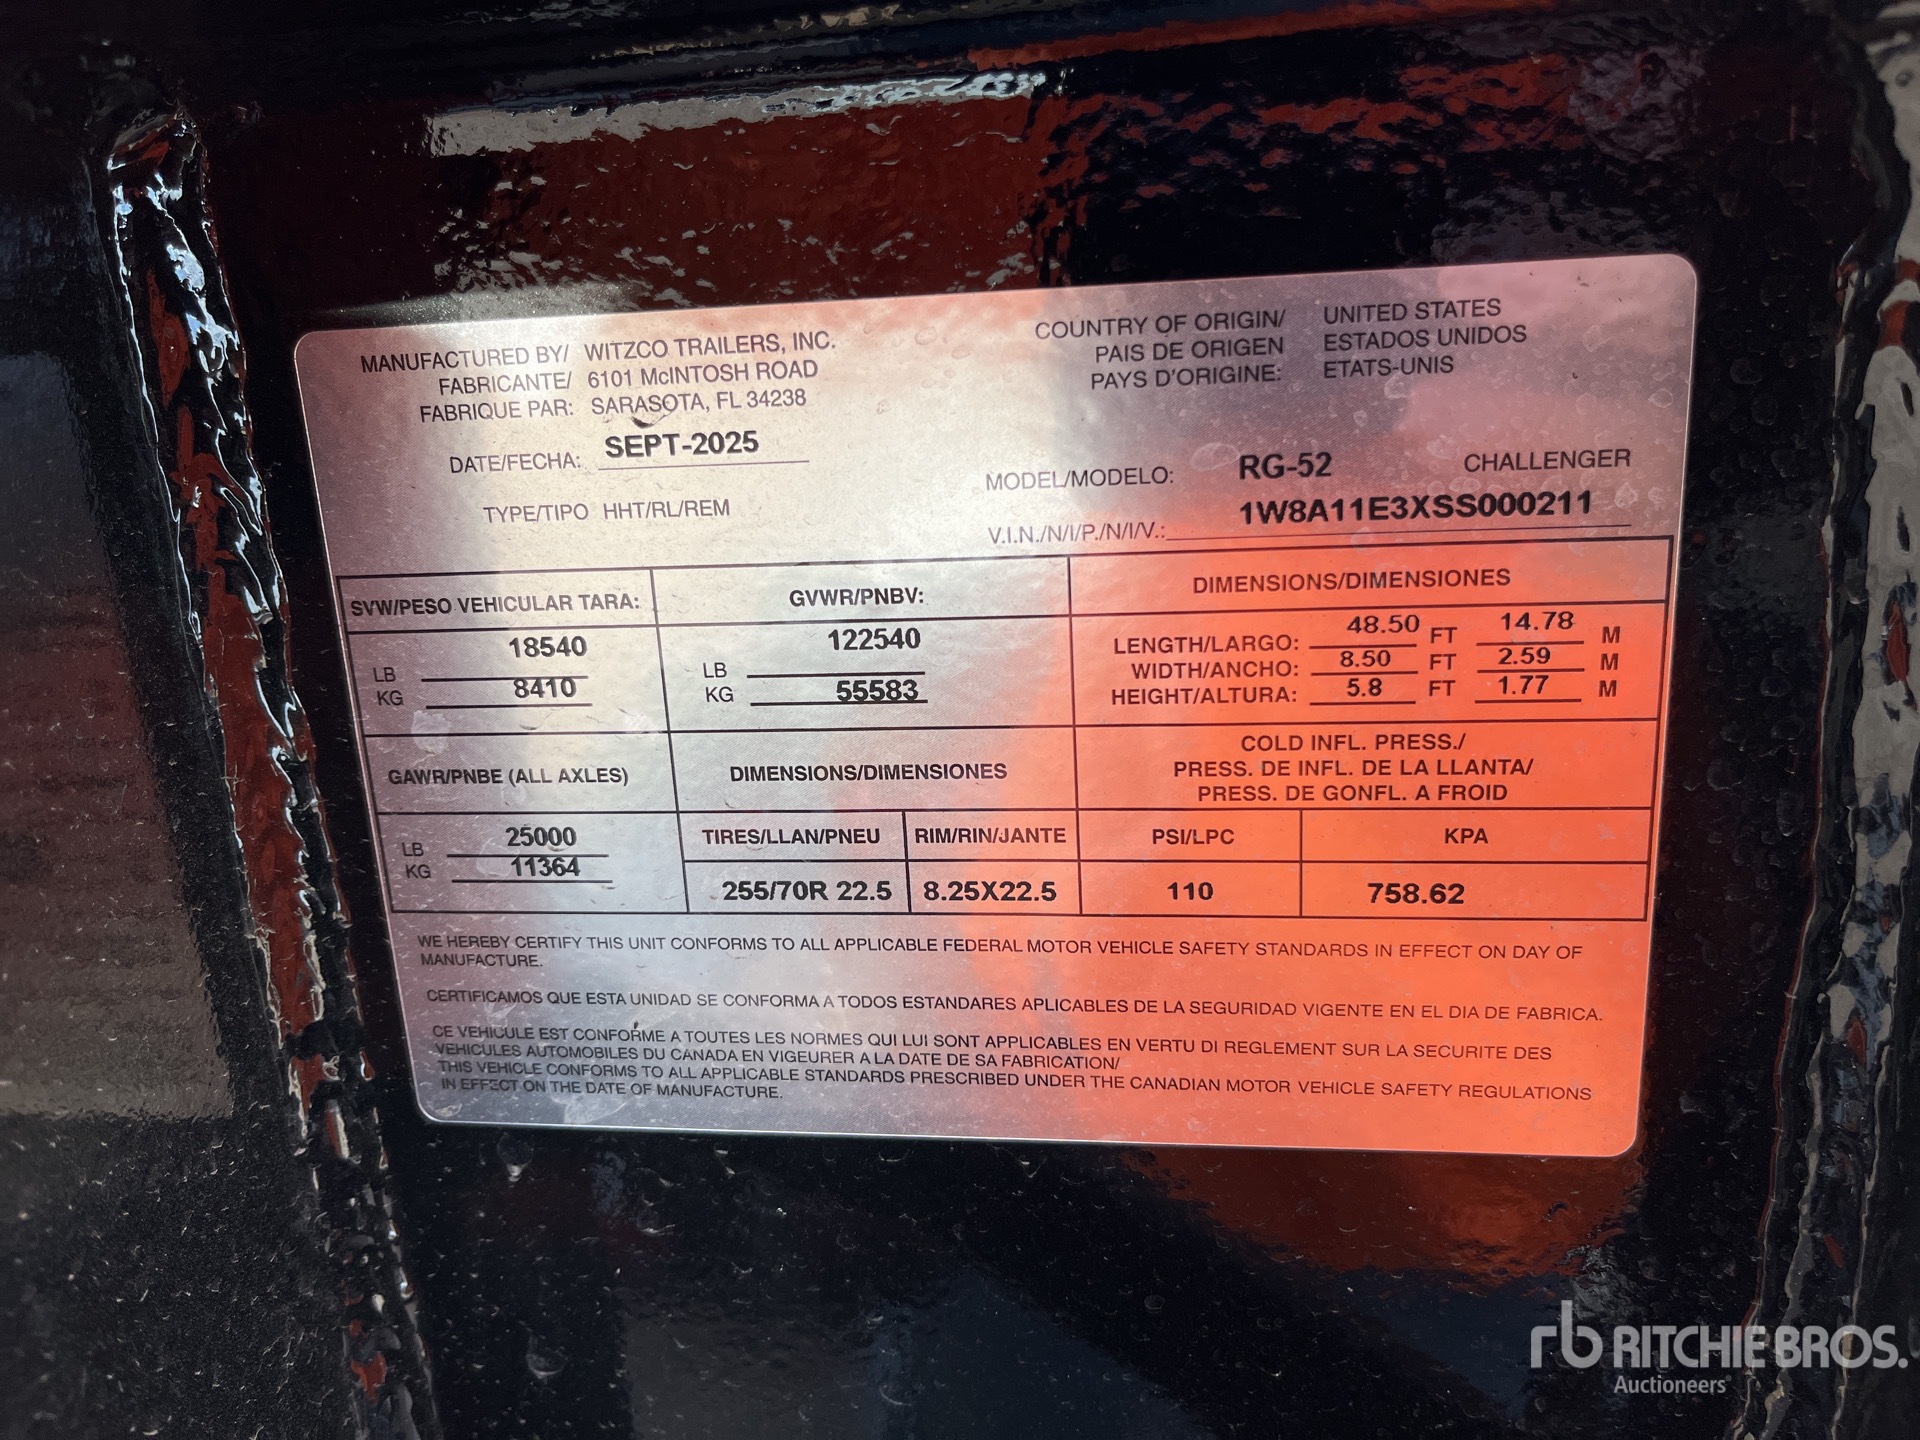 MANUFACTURED BY/ WITZCO TRAILERS, INC.
FABRICANTE/ 6101 McINTOSH ROAD
FABRIQUE PAR: SARASOTA, FL 34238
COUNTRY OF ORIGIN/ UNITED STATES
PAIS DE ORIGEN ESTADOS UNIDOS
PAYS D'ORIGINE: ETATS-UNIS
DATE/FECHA: SEPT-2025
TYPE/TIPO HHT/RL/REM
MODEL/MODELO: RG-52 CHALLENGER
V.I.N./N/I/P./N/I/V.: 1W8A11E3XSS000211
SVW/PESO VEHICULAR TARA:
LB 18540
KG 8410
GVWR/PNBV:
LB 122540
KG 55583
DIMENSIONS/DIMENSIONES
LENGTH/LARGO: 48.50 FT 14.78 M
WIDTH/ANCHO: 8.50 FT 2.59 M
HEIGHT/ALTURA: 5.8 FT 1.77 M
GAWR/PNBE (ALL AXLES)
LB 25000
KG 11364
DIMENSIONS/DIMENSIONES
TIRES/LLAN/PNEU RIM/RIN/JANTE
255/70R 22.5 8.25X22.5
COLD INFL. PRESS./
PRESS. DE INFL. DE LA LLANTA/
PRESS. DE GONFL. A FROID
PSI/LPC KPA
110 758.62
WE HEREBY CERTIFY THIS UNIT CONFORMS TO ALL APPLICABLE FEDERAL MOTOR VEHICLE SAFETY STANDARDS IN EFFECT ON DAY OF
MANUFACTURE.
CERTIFICAMOS QUE ESTA UNIDAD SE CONFORMA A TODOS ESTANDARES APLICABLES DE LA SEGURIDAD VIGENTE EN EL DIA DE FABRICA.
CE VEHICULE EST CONFORME A TOUTES LES NORMES QUI LUI SONT APPLICABLES EN VERTU DI REGLEMENT SUR LA SECURITE DES
VEHICULES AUTOMOBILES DU CANADA EN VIGEURER A LA DATE DE SA FABRICATION/
THIS VEHICLE CONFORMS TO ALL APPLICABLE STANDARDS PRESCRIBED UNDER THE CANADIAN MOTOR VEHICLE SAFETY REGULATIONS
IN EFFECT ON THE DATE OF MANUFACTURE.
rb RITCHIE BROS.
Auctioneers